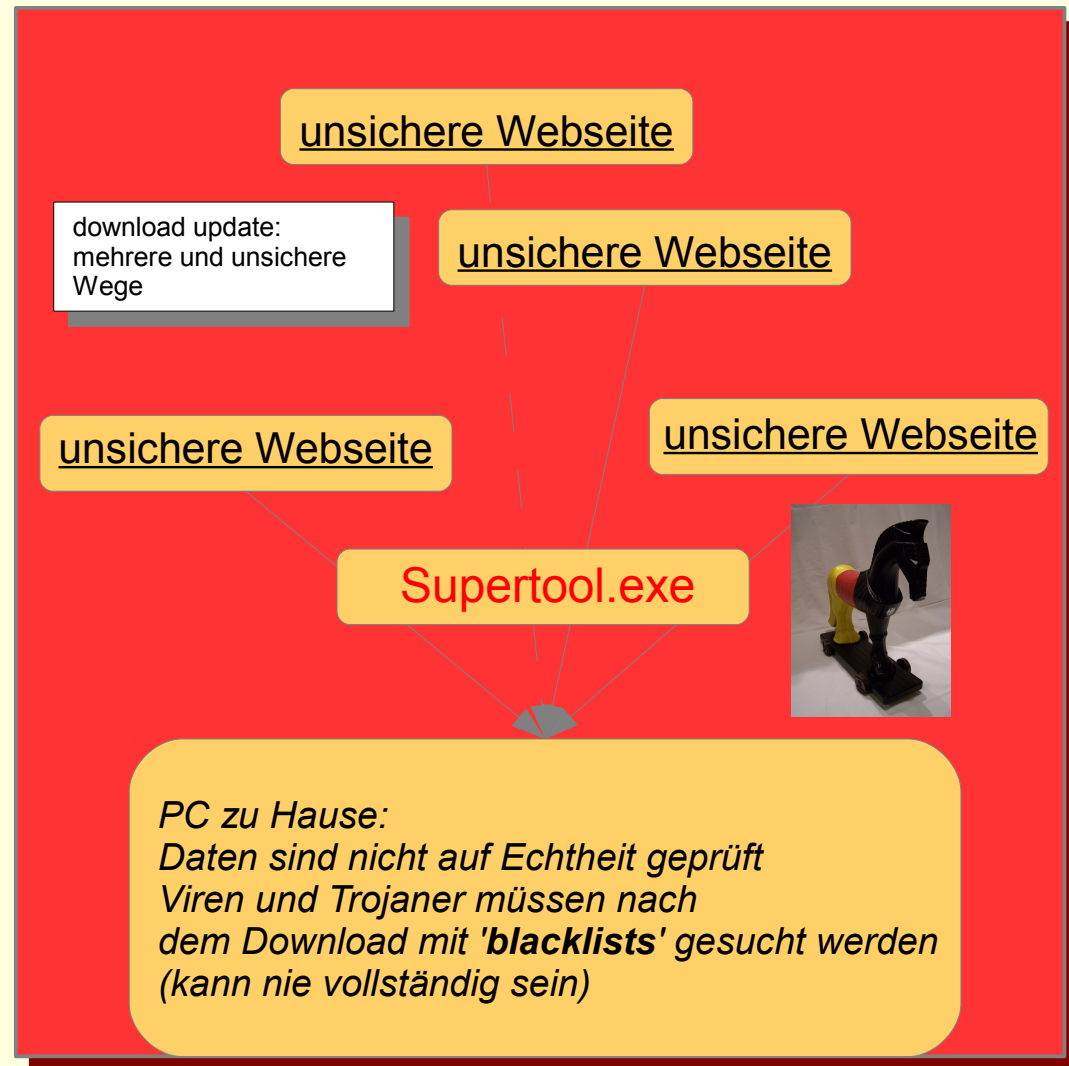 unsichere Webseite
download update:
mehrere und unsichere
Wege
unsichere Webseite
unsichere Webseite
unsichere Webseite
Supertool.exe
PC zu Hause:
Daten sind nicht auf Echtheit geprüft
Viren und Trojaner müssen nach
dem Download mit 'blacklists' gesucht werden
(kann nie vollständig sein)